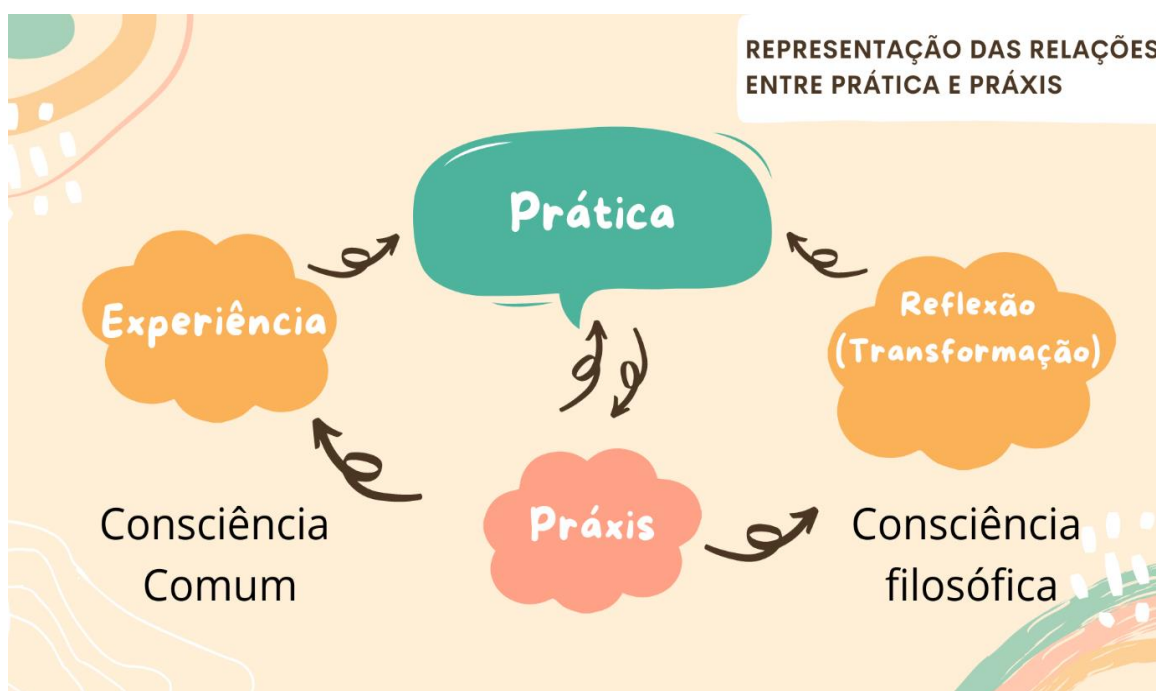 REPRESENTAÇÃO DAS RELAÇÕES
ENTRE PRÁTICA E PRÁXIS
Prática
Experiência
Reflexão
(Transformação)
Práxis
Consciência
Comum
Consciência
filosófica